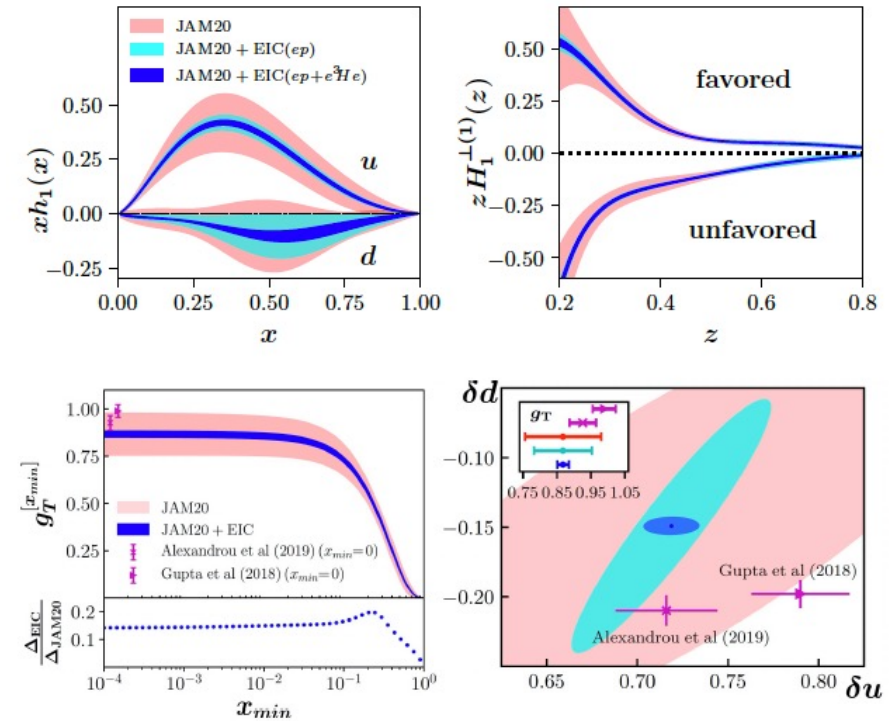 JAM20
JAM20 + EIC(ep)
JAM20 + EIC(ep+e³He)
0.50
0.25
0.00
−0.25
xh₁(x)
u
d
0.00 0.25 0.50 0.75 1.00
x
0.50
0.25
0.00
−0.25
−0.50
zH₁^⊥(1)(z)
favored
unfavored
0.2 0.4 0.6 0.8
z
1.00
0.75
0.50
0.25
g_T^[x_min]
JAM20
JAM20 + EIC
Alexandrou et al (2019) (x_min=0)
Gupta et al (2018) (x_min=0)
0.2
0.1
Δ_EIC
Δ_JAM20
10⁻⁴ 10⁻³ 10⁻² 10⁻¹ 10⁰
x_min
δd
g_T
0.75 0.85 0.95 1.05
−0.10
−0.15
−0.20
Gupta et al (2018)
Alexandrou et al (2019)
0.65 0.70 0.75 0.80
δu